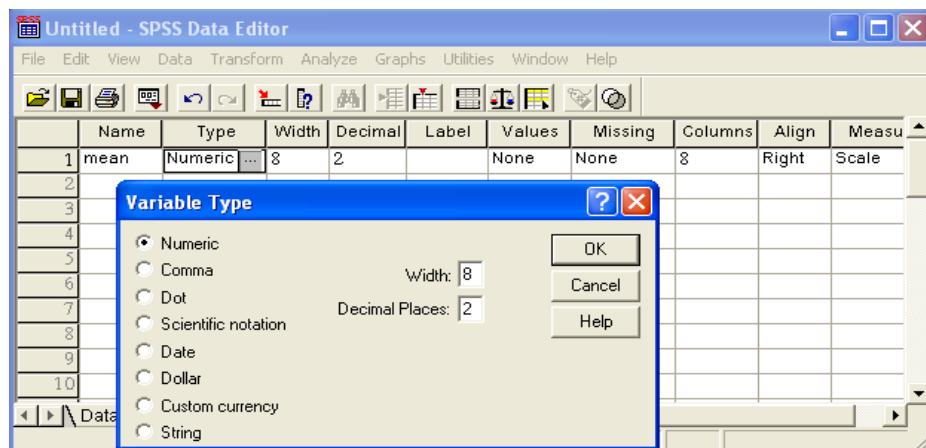 SPSS
Untitled - SPSS Data Editor
File Edit View Data Transform Analyze Graphs Utilities Window Help
Name Type Width Decimal Label Values Missing Columns Align Measu
1 mean Numeric ... 8 2 None None 8 Right Scale
2
3
4
5
6
7
8
9
10
Variable Type
Numeric
Comma
Dot
Scientific notation
Date
Dollar
Custom currency
String
Width: 8
Decimal Places: 2
OK
Cancel
Help
Data